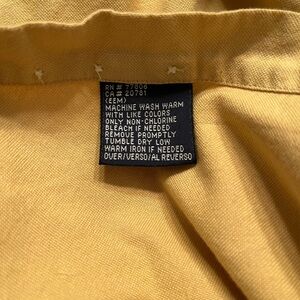 RN # 77806
CA # 20781
(EEM)
MACHINE WASH WARM
WITH LIKE COLORS
ONLY NON-CHLORINE
BLEACH IF NEEDED
REMOVE PROMPTLY
TUMBLE DRY LOW
WARM IRON IF NEEDED
OVER/VERSO/AL REVERSO